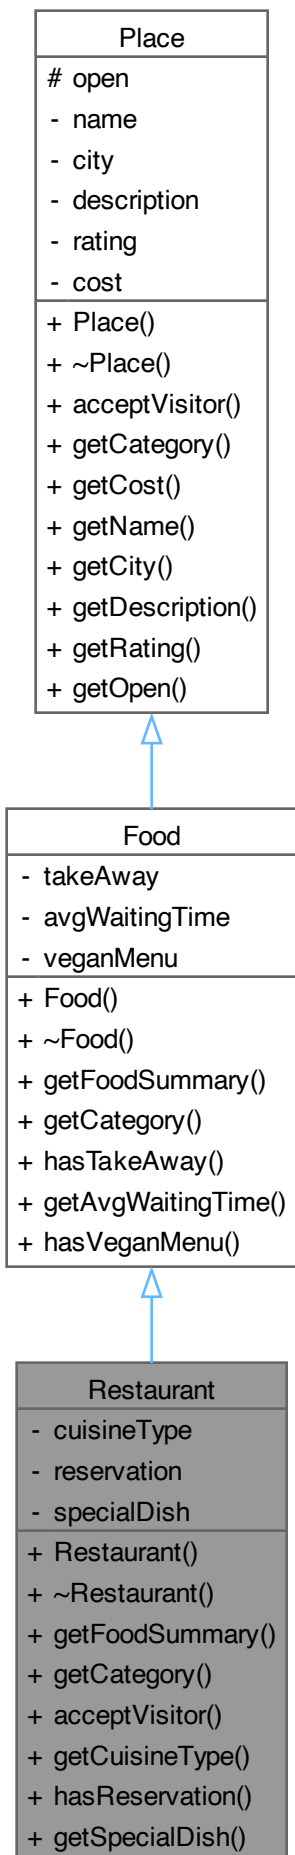 Place
# open
- name
- city
- description
- rating
- cost
+ Place()
+ ~Place()
+ acceptVisitor()
+ getCategory()
+ getCost()
+ getName()
+ getCity()
+ getDescription()
+ getRating()
+ getOpen()
Food
- takeAway
- avgWaitingTime
- veganMenu
+ Food()
+ ~Food()
+ getFoodSummary()
+ getCategory()
+ hasTakeAway()
+ getAvgWaitingTime()
+ hasVeganMenu()
Restaurant
- cuisineType
- reservation
- specialDish
+ Restaurant()
+ ~Restaurant()
+ getFoodSummary()
+ getCategory()
+ acceptVisitor()
+ getCuisineType()
+ hasReservation()
+ getSpecialDish()